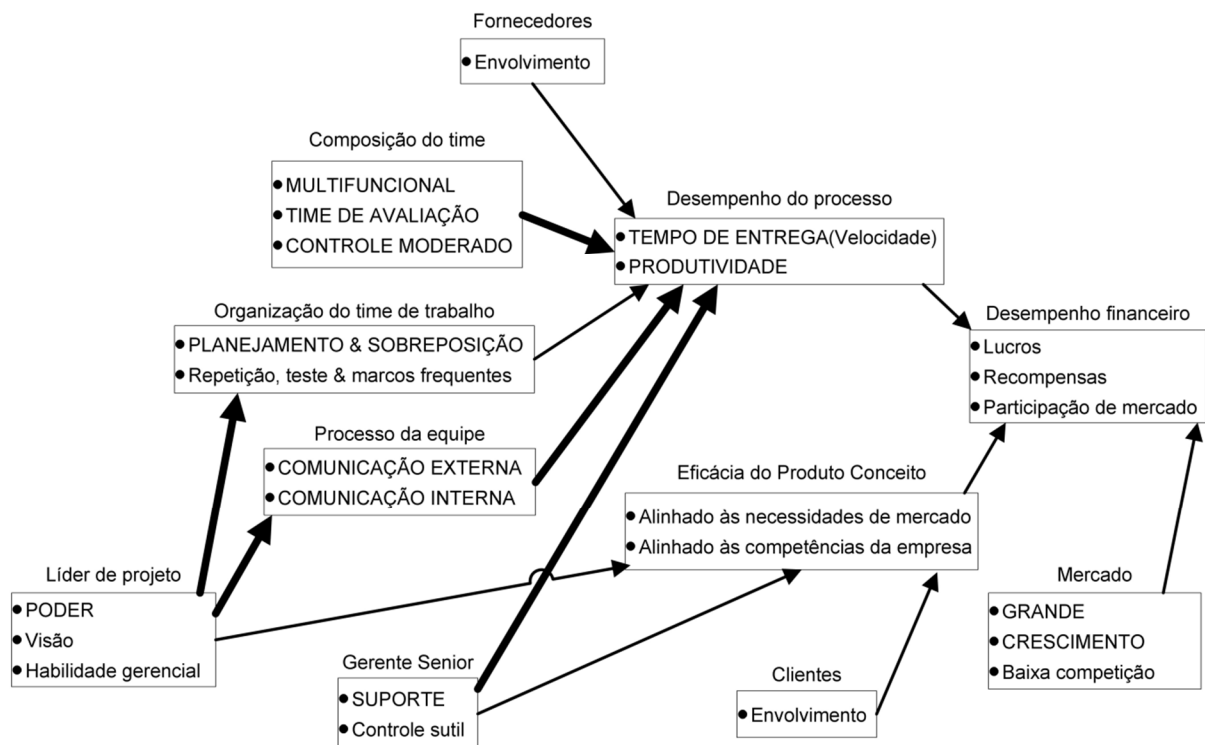 Fornecedores
● Envolvimento
Composição do time
● MULTIFUNCIONAL
● TIME DE AVALIAÇÃO
● CONTROLE MODERADO
Desempenho do processo
● TEMPO DE ENTREGA(Velocidade)
● PRODUTIVIDADE
Organização do time de trabalho
● PLANEJAMENTO & SOBREPOSIÇÃO
● Repetição, teste & marcos frequentes
Desempenho financeiro
● Lucros
● Recompensas
● Participação de mercado
Processo da equipe
● COMUNICAÇÃO EXTERNA
● COMUNICAÇÃO INTERNA
Eficácia do Produto Conceito
● Alinhado às necessidades de mercado
● Alinhado às competências da empresa
Líder de projeto
● PODER
● Visão
● Habilidade gerencial
Mercado
● GRANDE
● CRESCIMENTO
● Baixa competição
Gerente Senior
● SUPORTE
● Controle sutil
Clientes
● Envolvimento